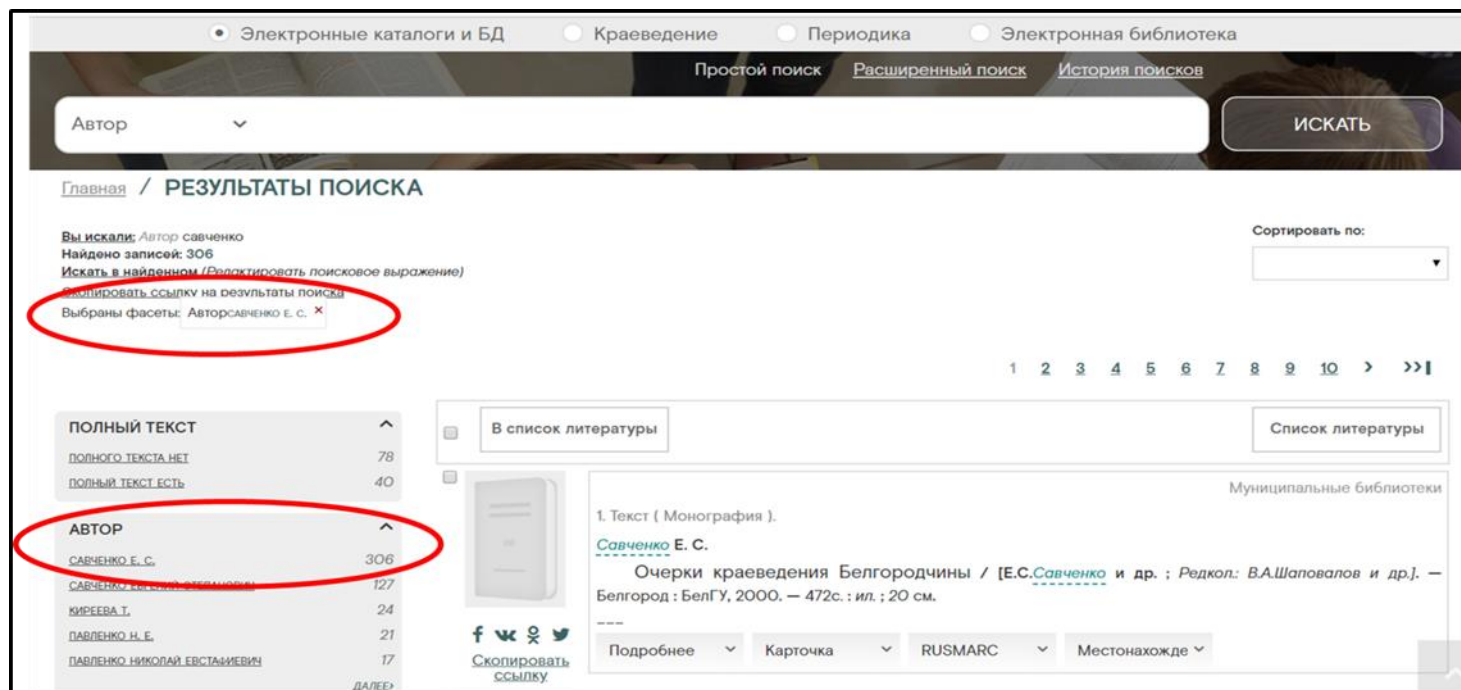 Электронные каталоги и БД Краеведение Периодика Электронная библиотека
Простой поиск Расширенный поиск История поисков
Автор ИСКАТЬ
Главная / РЕЗУЛЬТАТЫ ПОИСКА
Вы искали: Автор савченко
Найдено записей: 306
Искать в найденном (Редактировать поисковое выражение)
Скопировать ссылку на результаты поиска
Выбраны фасеты: АвторСАВЧЕНКО Е. С. ×
Сортировать по:
1 2 3 4 5 6 7 8 9 10 > >>|
ПОЛНЫЙ ТЕКСТ
ПОЛНОГО ТЕКСТА НЕТ 78
ПОЛНЫЙ ТЕКСТ ЕСТЬ 40
АВТОР
САВЧЕНКО Е. С. 306
САВЧЕНКО ЕВГЕНИЙ СТЕПАНОВИЧ 127
КИРЕЕВА Т. 24
ПАВЛЕНКО Н. Е. 21
ПАВЛЕНКО НИКОЛАЙ ЕВСТАФИЕВИЧ 17
ДАЛЕЕ>
В список литературы Список литературы
Муниципальные библиотеки
1. Текст ( Монография ).
Савченко Е. С.
Очерки краеведения Белгородчины / [Е.С.Савченко и др. ; Редкол.: В.А.Шаповалов и др.]. —
Белгород : БелГУ, 2000. — 472с. : ил. ; 20 см.
---
Подробнее Карточка RUSMARC Местонахожде
Скопировать
ссылку